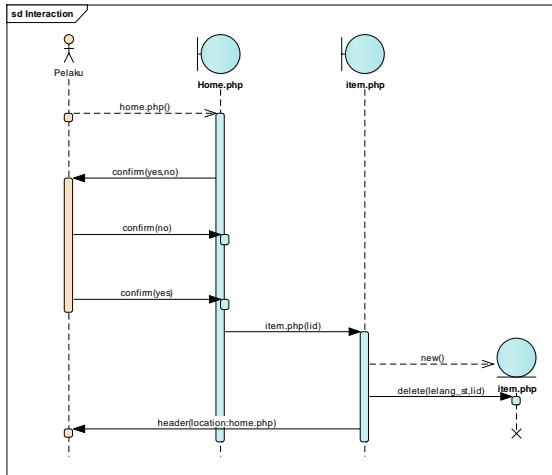 sd Interaction
Pelaku
Home.php
item.php
home.php()
confirm(yes,no)
confirm(no)
confirm(yes)
item.php(lid)
new()
item.php
delete(lelang_st,lid)
header(location:home.php)